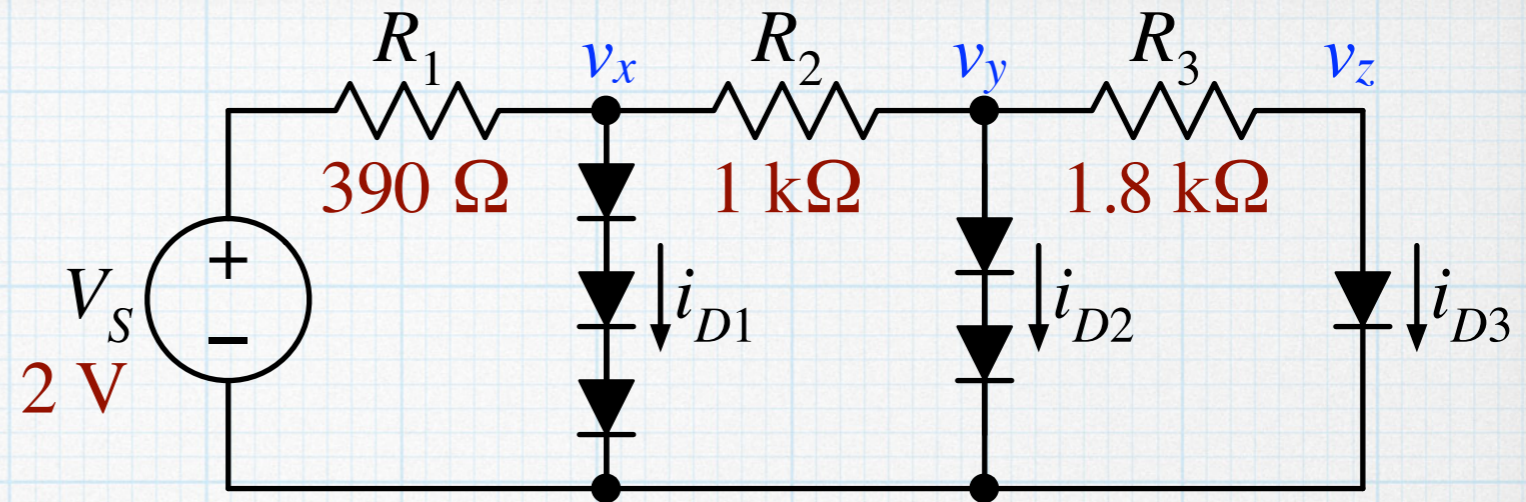 R1 vx R2 vy R3 vz
390 Ω 1 kΩ 1.8 kΩ
+
VS iD1 iD2 iD3
−
2 V